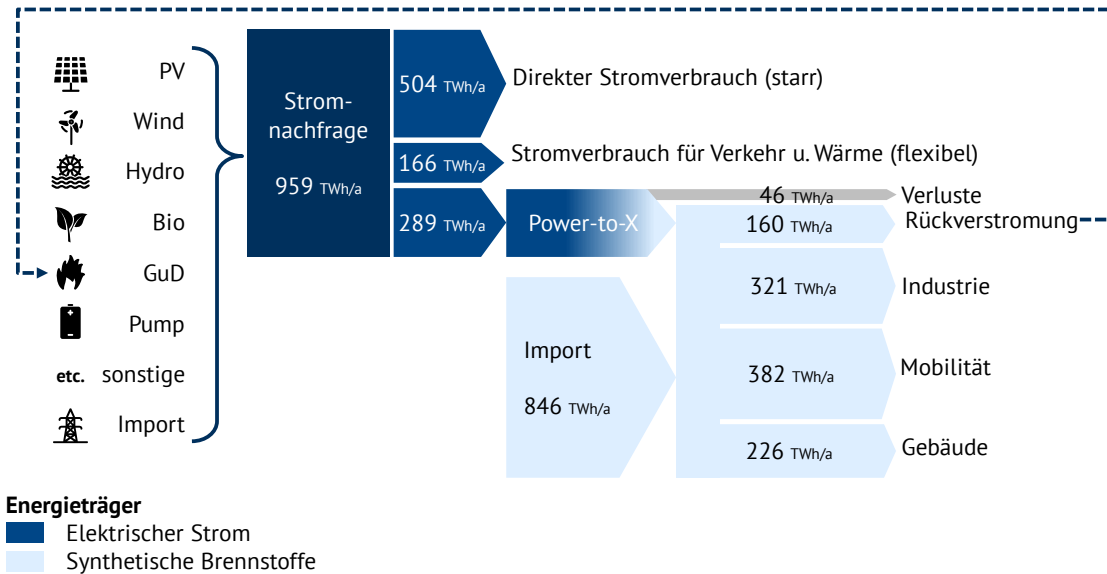 PV
Wind
Hydro
Bio
GuD
Pump
etc. sonstige
Import
Strom-
nachfrage
959 TWh/a
504 TWh/a
Direkter Stromverbrauch (starr)
166 TWh/a
Stromverbrauch für Verkehr u. Wärme (flexibel)
289 TWh/a
Power-to-X
46 TWh/a
Verluste
160 TWh/a
Rückverstromung
321 TWh/a
Industrie
Import
846 TWh/a
382 TWh/a
Mobilität
226 TWh/a
Gebäude
Energieträger
Elektrischer Strom
Synthetische Brennstoffe